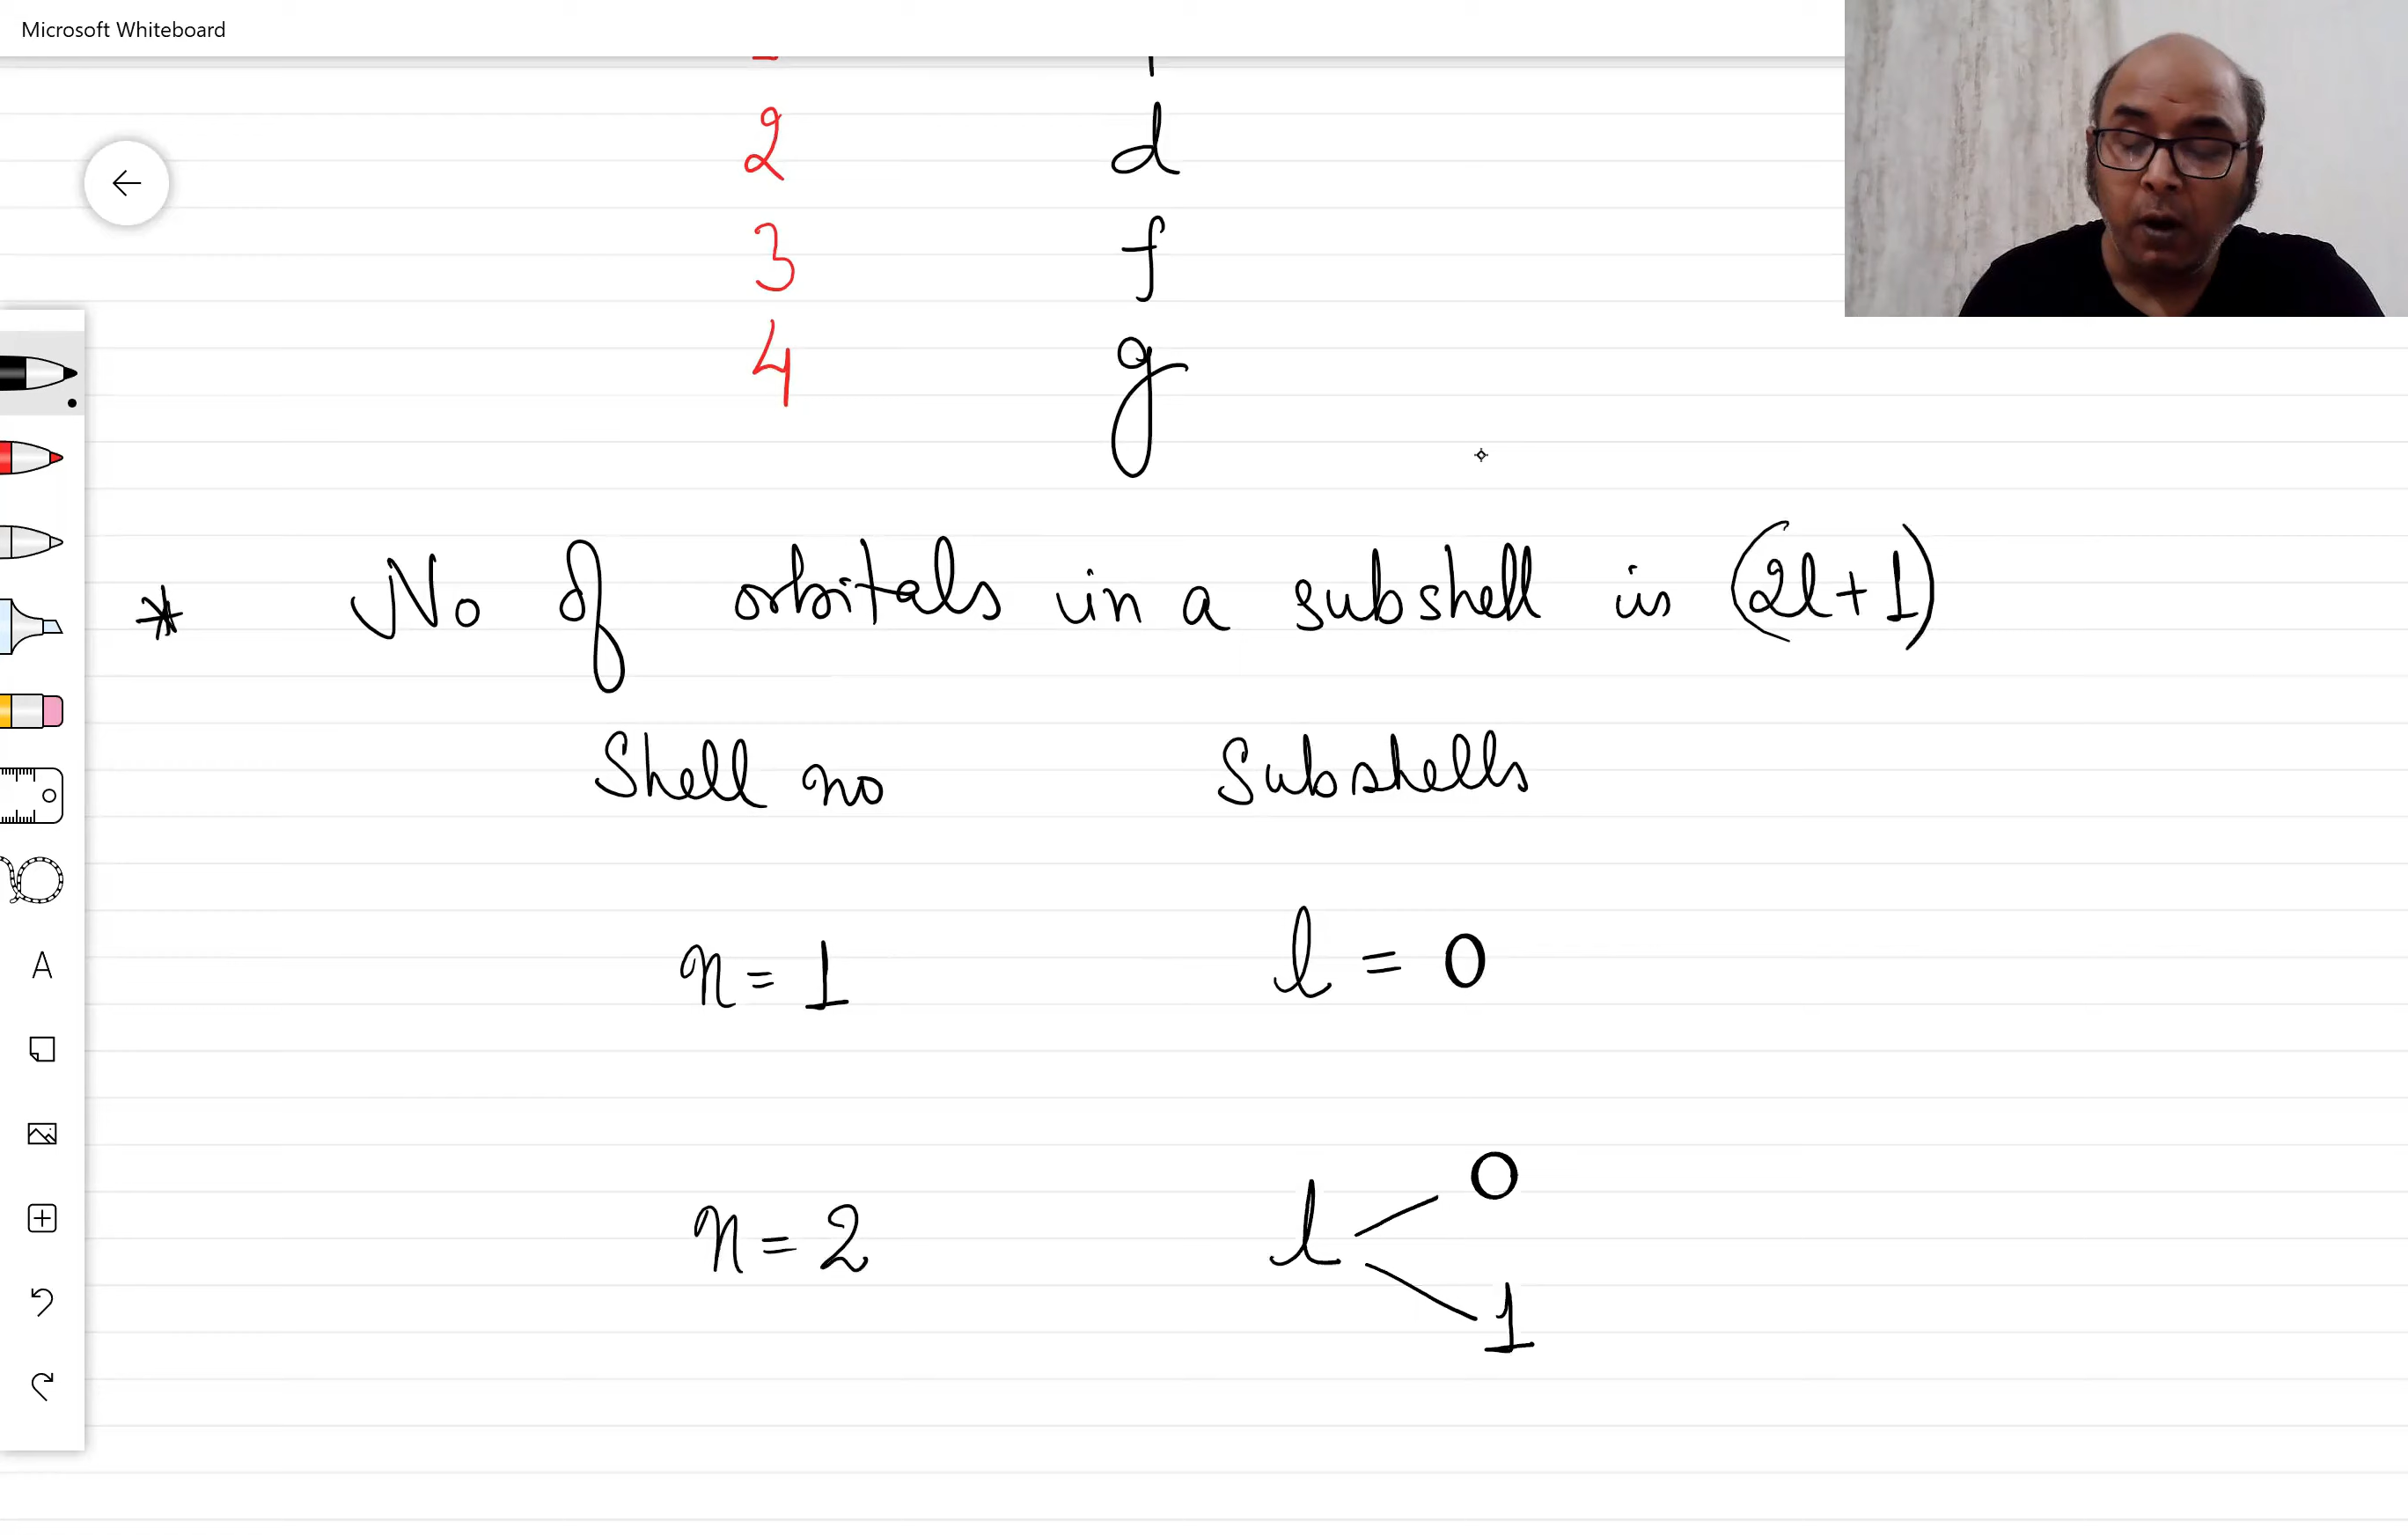 Microsoft Whiteboard
2 d
3 f
4 g
* No of orbitals in a subshell is (2l+1)
Shell no Subshells
n = 1 l = 0
0
n = 2 l
1
A